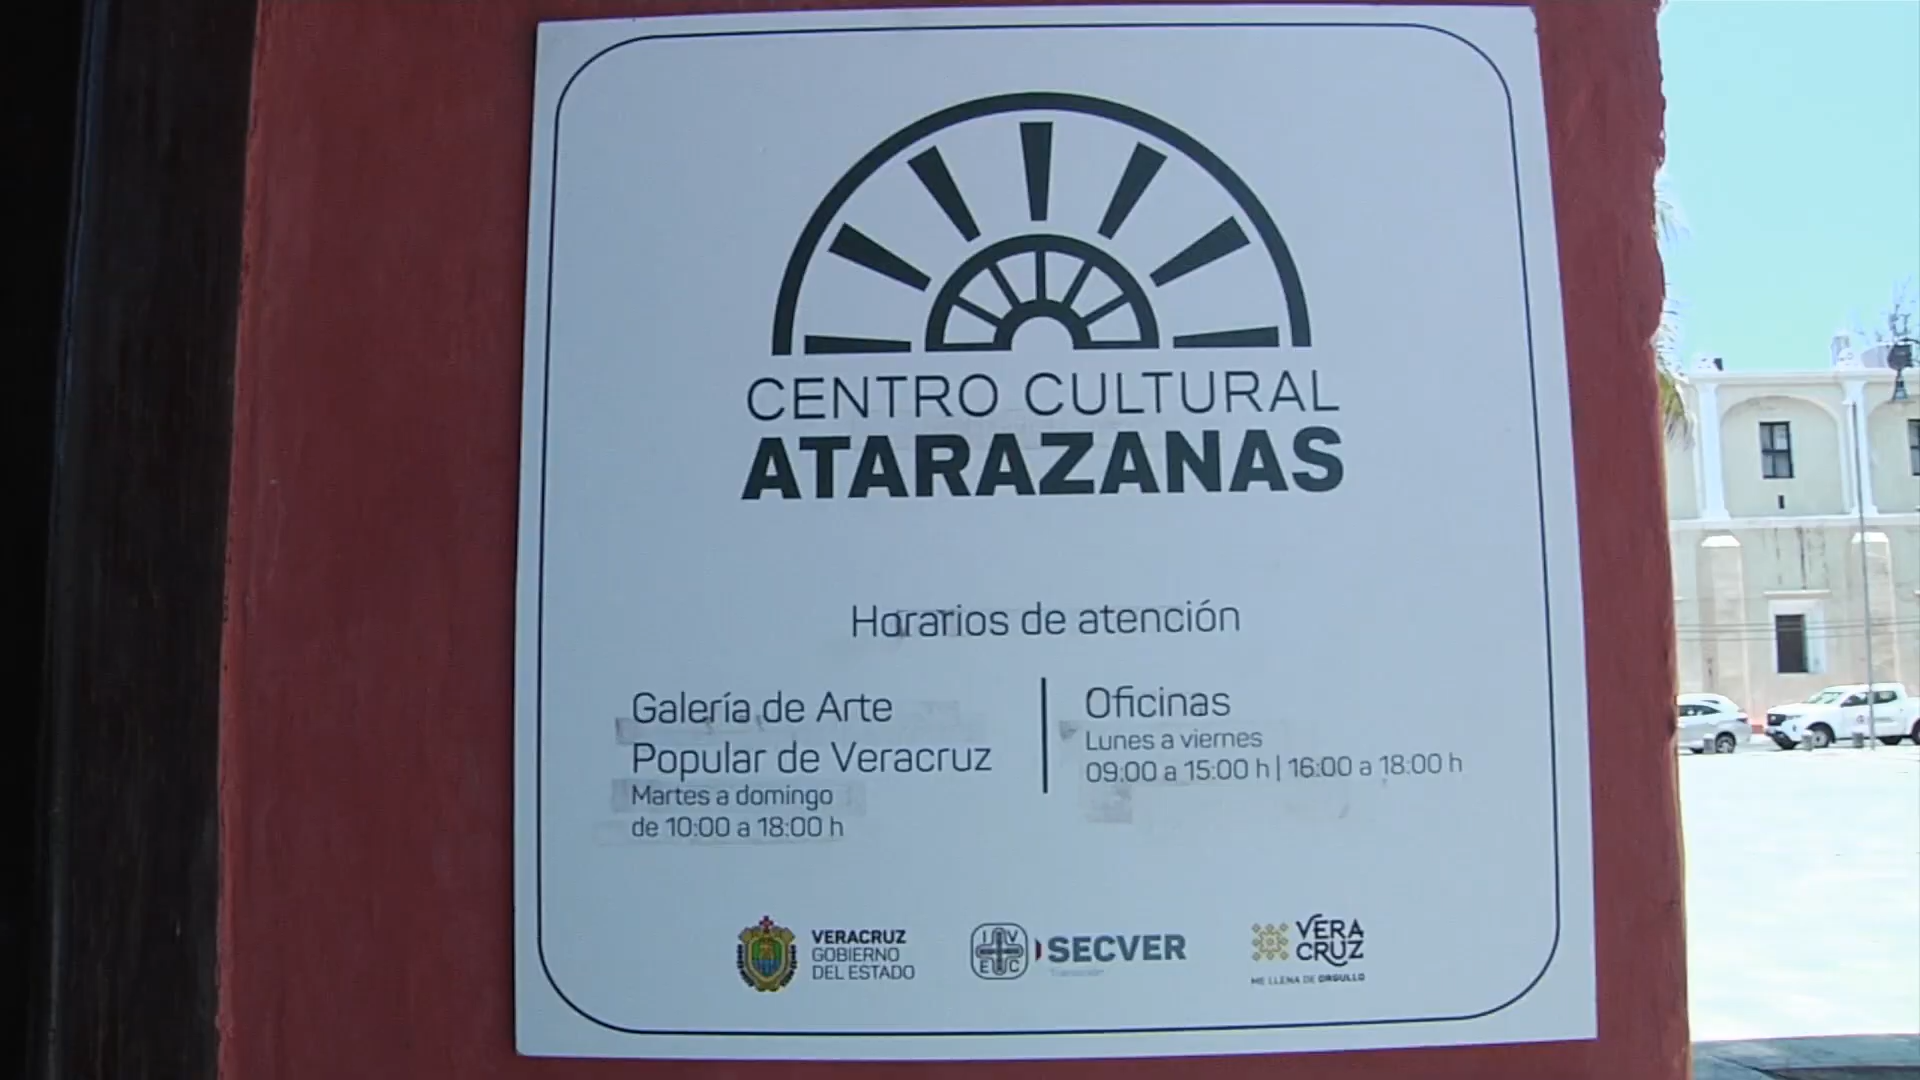 CENTRO CULTURAL
ATARAZANAS
Horarios de atención
Galería de Arte
Popular de Veracruz
Martes a domingo
de 10:00 a 18:00 h
Oficinas
Lunes a viernes
09:00 a 15:00 h | 16:00 a 18:00 h
VERACRUZ
GOBIERNO
DEL ESTADO
IV
EC
SECVER
VERA
CRUZ
ME LLENA DE ORGULLO